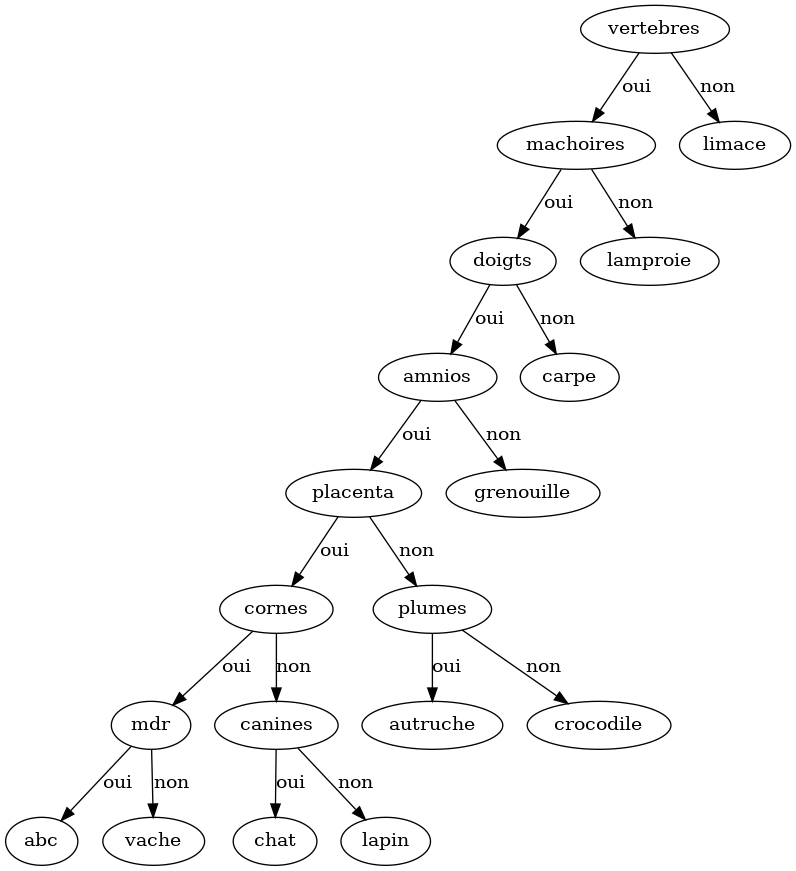 vertebres
oui
non
machoires
limace
oui
non
doigts
lamproie
oui
non
amnios
carpe
oui
non
placenta
grenouille
oui
non
cornes
plumes
oui
non
oui
non
mdr
canines
autruche
crocodile
oui
non
oui
non
abc
vache
chat
lapin